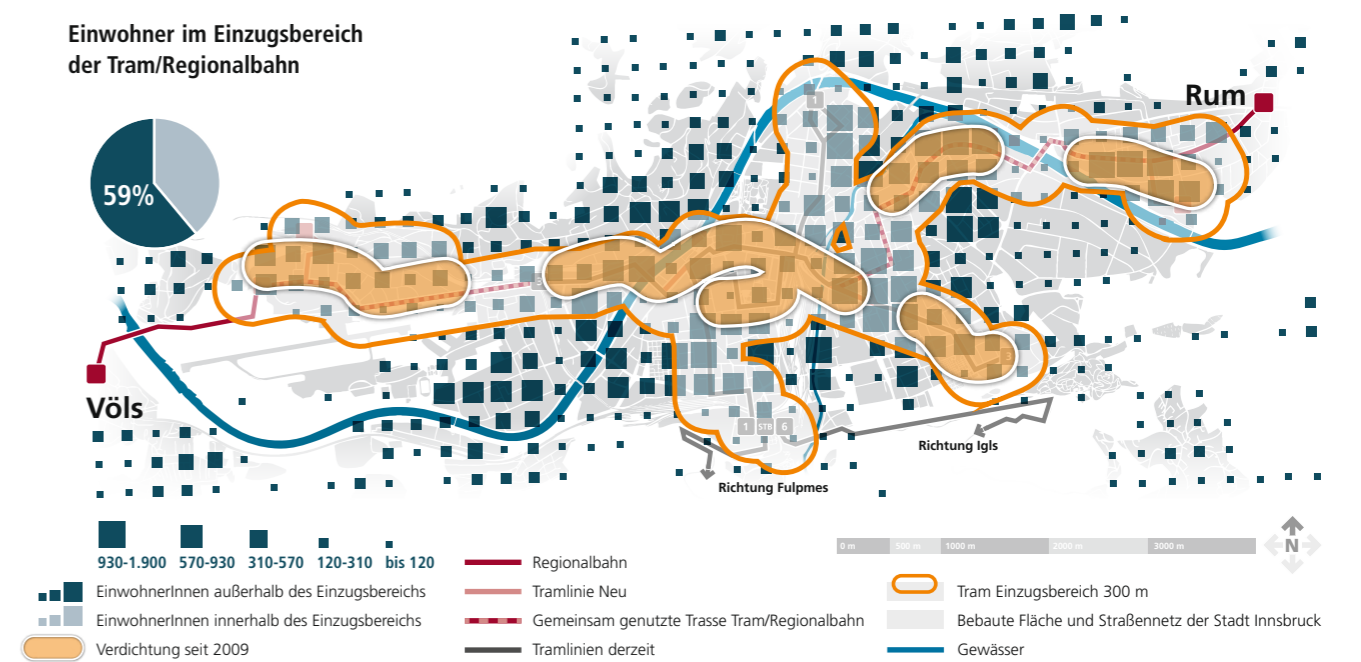 Einwohner im Einzugsbereich
der Tram/Regionalbahn
59%
Rum
1
3
3
Völs
1 STB 6
Richtung Igls
Richtung Fulpmes
930-1.900 570-930 310-570 120-310 bis 120
EinwohnerInnen außerhalb des Einzugsbereichs
EinwohnerInnen innerhalb des Einzugsbereichs
Verdichtung seit 2009
Regionalbahn
Tramlinie Neu
Gemeinsam genutzte Trasse Tram/Regionalbahn
Tramlinien derzeit
0 m 500 m 1000 m 2000 m 3000 m
N
Tram Einzugsbereich 300 m
Bebaute Fläche und Straßennetz der Stadt Innsbruck
Gewässer